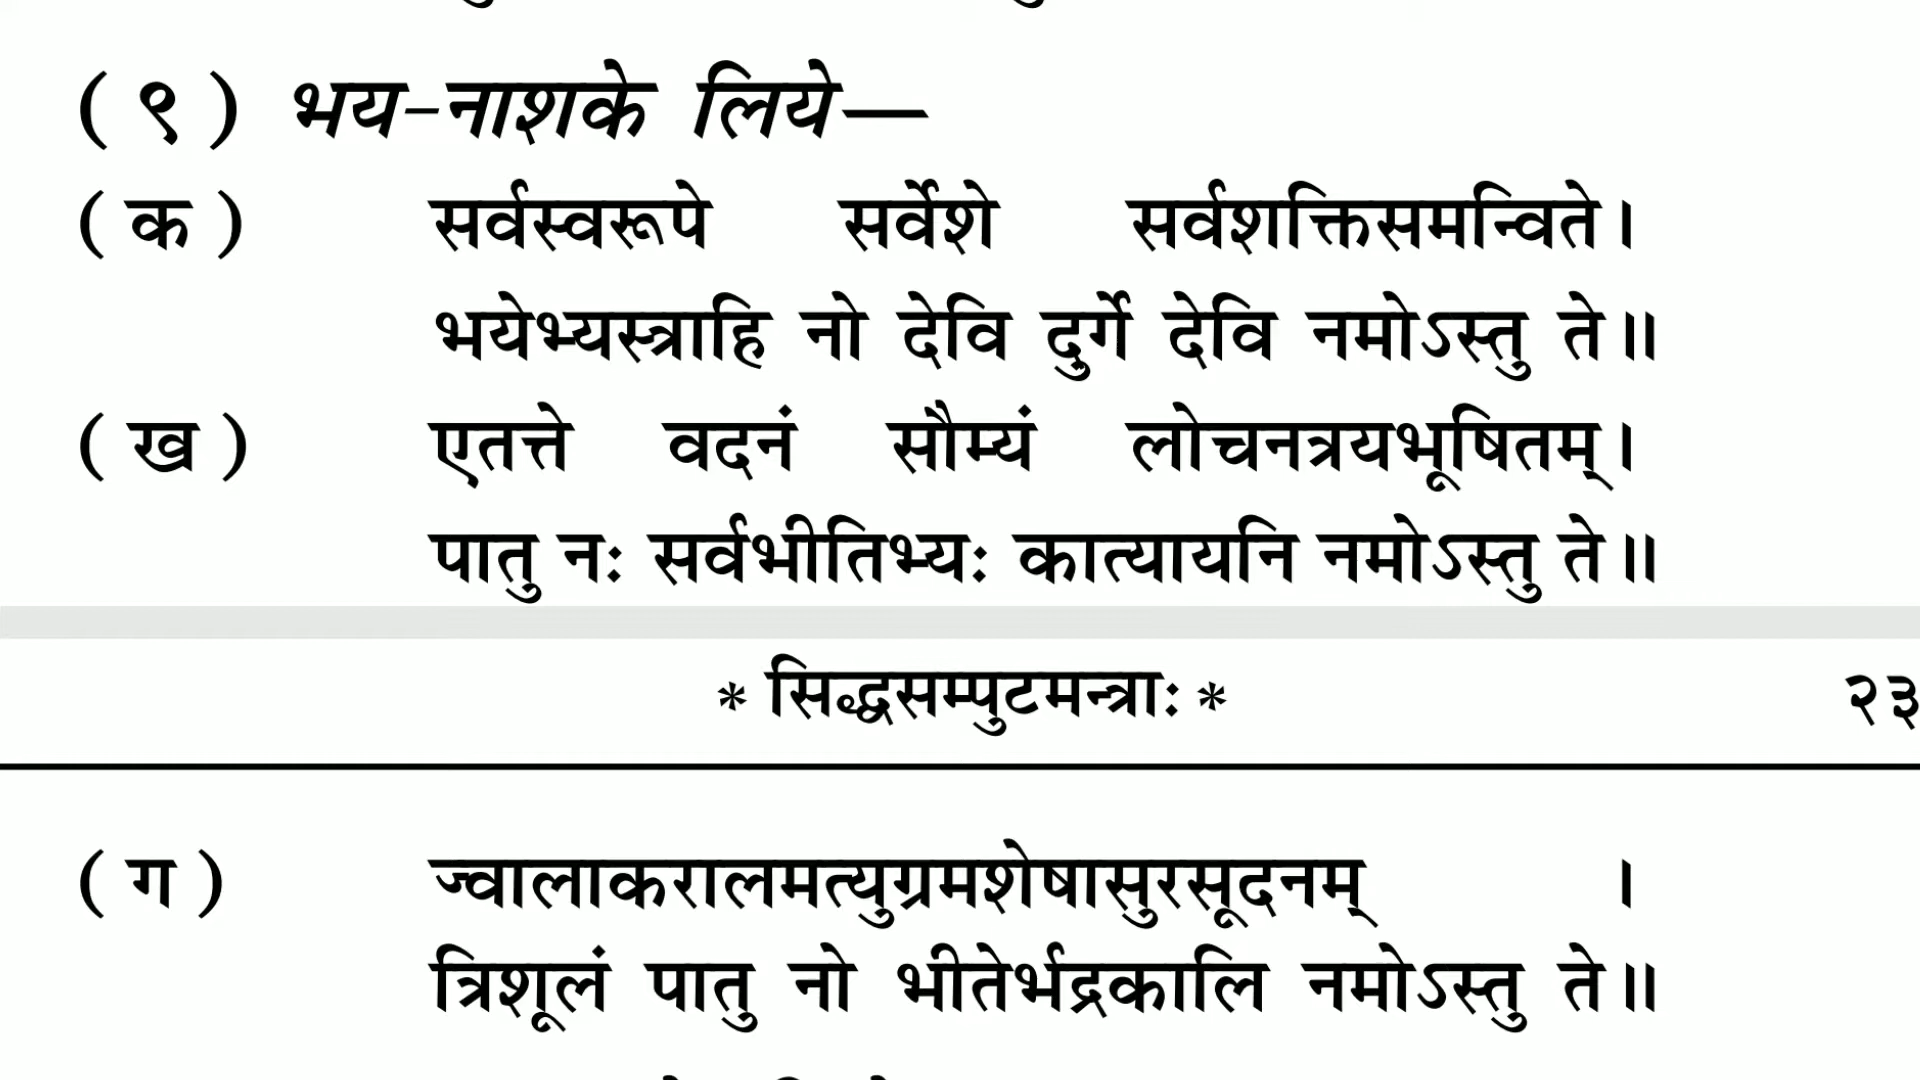 ( ९ ) भय-नाशके लिये—
( क ) सर्वस्वरूपे सर्वेशे सर्वशक्तिसमन्विते।
भयेभ्यस्त्राहि नो देवि दुर्गे देवि नमोऽस्तु ते॥
( ख ) एतत्ते वदनं सौम्यं लोचनत्रयभूषितम्।
पातु नः सर्वभीतिभ्यः कात्यायनि नमोऽस्तु ते॥
* सिद्धसम्पुटमन्त्राः * २३
( ग ) ज्वालाकरालमत्युग्रमशेषासुरसूदनम् ।
त्रिशूलं पातु नो भीतेर्भद्रकालि नमोऽस्तु ते॥